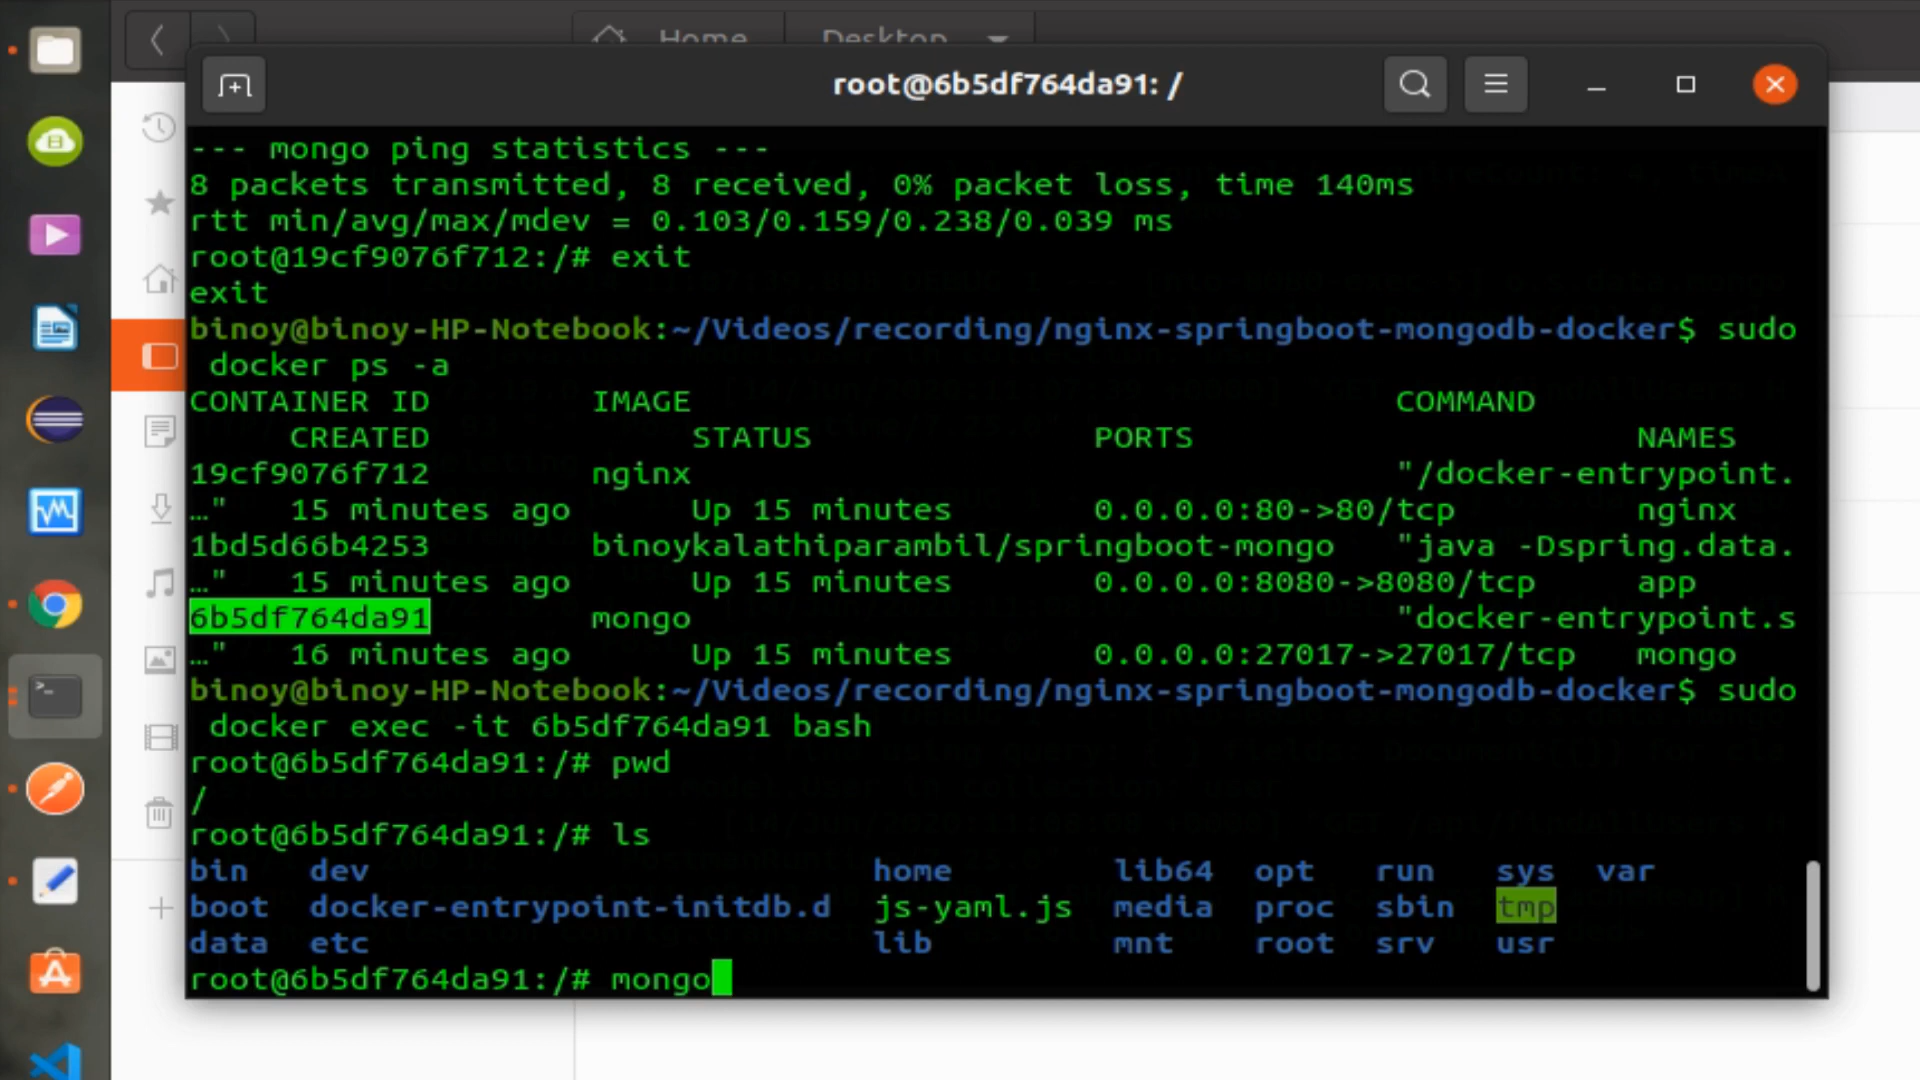 Home Desktop
root@6b5df764da91: /
--- mongo ping statistics ---
8 packets transmitted, 8 received, 0% packet loss, time 140ms
rtt min/avg/max/mdev = 0.103/0.159/0.238/0.039 ms
root@19cf9076f712:/# exit
exit
binoy@binoy-HP-Notebook:~/Videos/recording/nginx-springboot-mongodb-docker$ sudo
docker ps -a
CONTAINER ID IMAGE COMMAND
CREATED STATUS PORTS NAMES
19cf9076f712 nginx "/docker-entrypoint.
…" 15 minutes ago Up 15 minutes 0.0.0.0:80->80/tcp nginx
1bd5d66b4253 binoykalathiparambil/springboot-mongo "java -Dspring.data.
…" 15 minutes ago Up 15 minutes 0.0.0.0:8080->8080/tcp app
6b5df764da91 mongo "docker-entrypoint.s
…" 16 minutes ago Up 15 minutes 0.0.0.0:27017->27017/tcp mongo
binoy@binoy-HP-Notebook:~/Videos/recording/nginx-springboot-mongodb-docker$ sudo
docker exec -it 6b5df764da91 bash
root@6b5df764da91:/# pwd
/
root@6b5df764da91:/# ls
bin dev home lib64 opt run sys var
boot docker-entrypoint-initdb.d js-yaml.js media proc sbin tmp
data etc lib mnt root srv usr
root@6b5df764da91:/# mongo